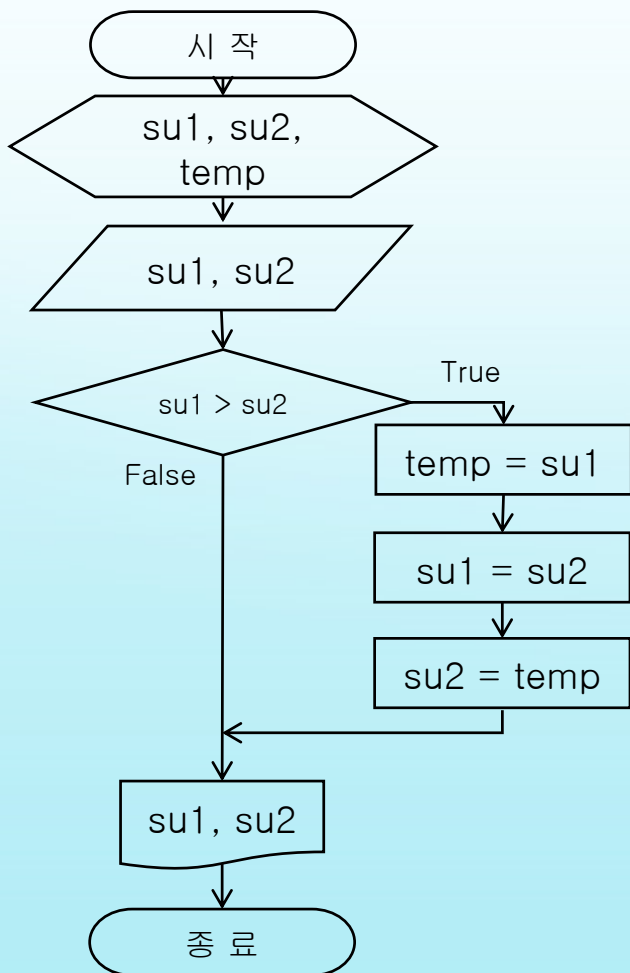 시 작
su1, su2,
temp
su1, su2
su1 > su2
True
False
temp = su1
su1 = su2
su2 = temp
su1, su2
종 료